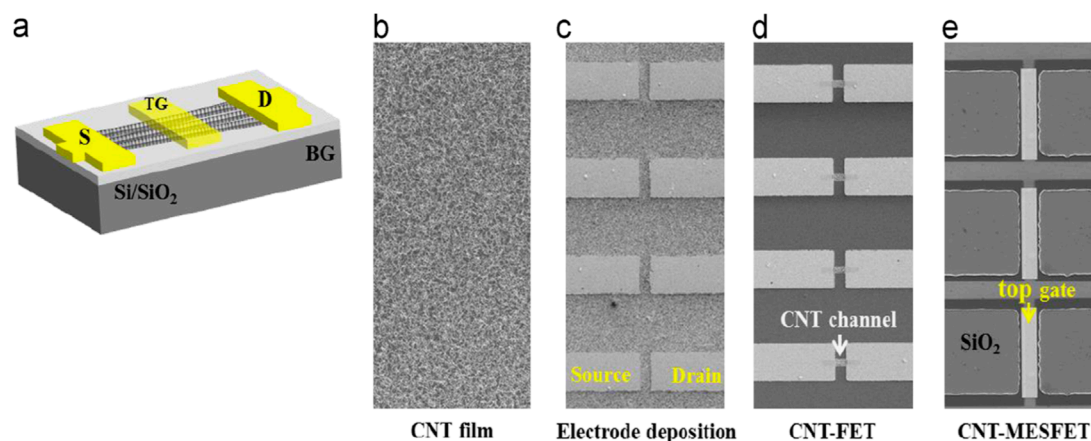 a
b
c
d
e
TG
D
S
BG
Si/SiO₂
CNT channel
top gate
SiO₂
Source
Drain
CNT film
Electrode deposition
CNT-FET
CNT-MESFET